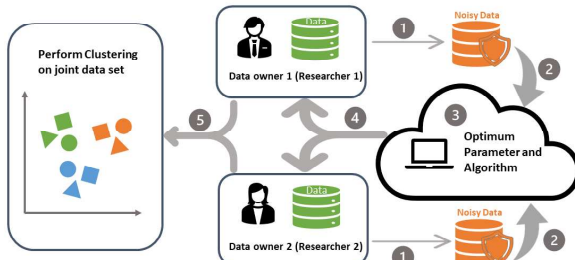 Perform Clustering
on joint data set
Data
Data owner 1 (Researcher 1)
1
Noisy Data
2
3
Optimum
Parameter and
Algorithm
4
5
Data
Data owner 2 (Researcher 2)
1
Noisy Data
2